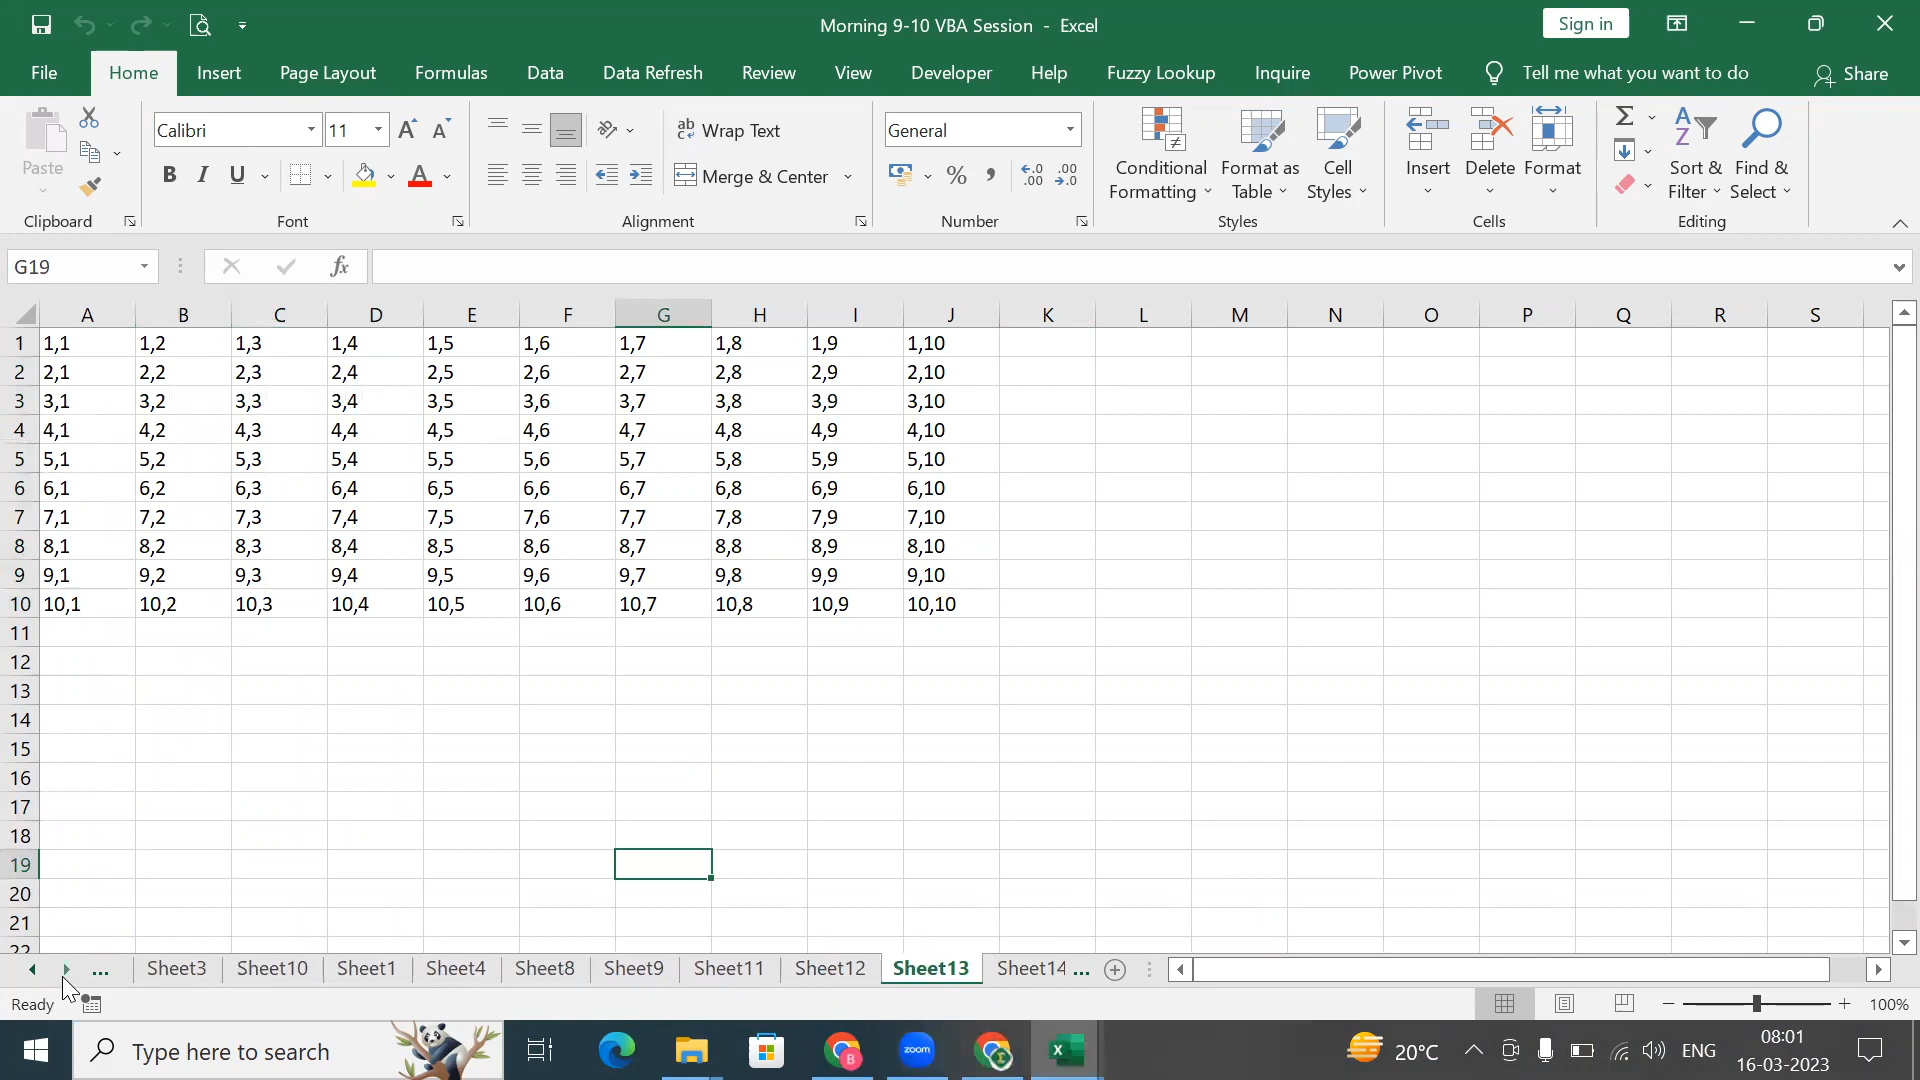 Morning 9-10 VBA Session - Excel
Sign in
File Home Insert Page Layout Formulas Data Data Refresh Review View Developer Help Fuzzy Lookup Inquire Power Pivot Tell me what you want to do Share
Paste
Clipboard
Calibri 11
B I U
Font
Wrap Text
Merge & Center
Alignment
General
Number
Conditional Formatting
Format as Table
Cell Styles
Styles
Insert Delete Format
Cells
Sort & Filter
Find & Select
Editing
G19 fx
A B C D E F G H I J K L M N O P Q R S
1 1,1 1,2 1,3 1,4 1,5 1,6 1,7 1,8 1,9 1,10
2 2,1 2,2 2,3 2,4 2,5 2,6 2,7 2,8 2,9 2,10
3 3,1 3,2 3,3 3,4 3,5 3,6 3,7 3,8 3,9 3,10
4 4,1 4,2 4,3 4,4 4,5 4,6 4,7 4,8 4,9 4,10
5 5,1 5,2 5,3 5,4 5,5 5,6 5,7 5,8 5,9 5,10
6 6,1 6,2 6,3 6,4 6,5 6,6 6,7 6,8 6,9 6,10
7 7,1 7,2 7,3 7,4 7,5 7,6 7,7 7,8 7,9 7,10
8 8,1 8,2 8,3 8,4 8,5 8,6 8,7 8,8 8,9 8,10
9 9,1 9,2 9,3 9,4 9,5 9,6 9,7 9,8 9,9 9,10
10 10,1 10,2 10,3 10,4 10,5 10,6 10,7 10,8 10,9 10,10
11
12
13
14
15
16
17
18
19
20
21
22
... Sheet3 Sheet10 Sheet1 Sheet4 Sheet8 Sheet9 Sheet11 Sheet12 Sheet13 Sheet14 ...
Ready 100%
Type here to search zoom 20°C ENG 08:01
16-03-2023